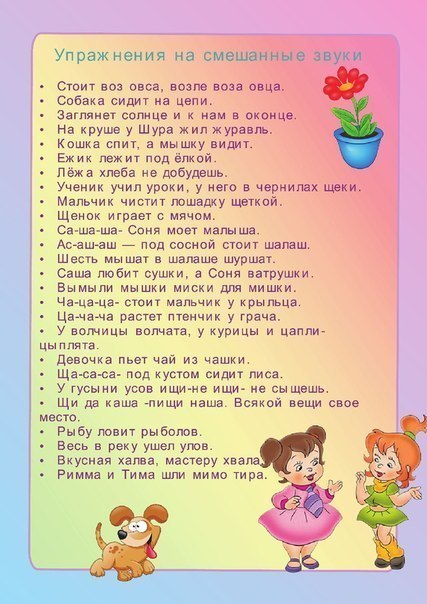 Упражнения на смешанные звуки
• Стоит воз овса, возле воза овца.
• Собака сидит на цепи.
• Заглянет солнце и к нам в оконце.
• На круше у Шура жил журавль.
• Кошка спит, а мышку видит.
• Ежик лежит под ёлкой.
• Лёжа хлеба не добудешь.
• Ученик учил уроки, у него в чернилах щеки.
• Мальчик чистит лошадку щеткой.
• Щенок играет с мячом.
• Са-ша-ша- Соня моет малыша.
• Ас-аш-аш — под сосной стоит шалаш.
• Шесть мышат в шалаше шуршат.
• Саша любит сушки, а Соня ватрушки.
• Вымыли мышки миски для мишки.
• Ча-ца-ца- стоит мальчик у крыльца.
• Ца-ча-ча растет птенчик у грача.
• У волчицы волчата, у курицы и цапли-
цыплята.
• Девочка пьет чай из чашки.
• Ща-са-са- под кустом сидит лиса.
• У гусыни усов ищи-не ищи- не сыщешь.
• Щи да каша -пищи наша. Всякой вещи свое
место.
• Рыбу ловит рыболов.
• Весь в реку ушел улов.
• Вкусная халва, мастеру хвала
• Римма и Тима шли мимо тира.